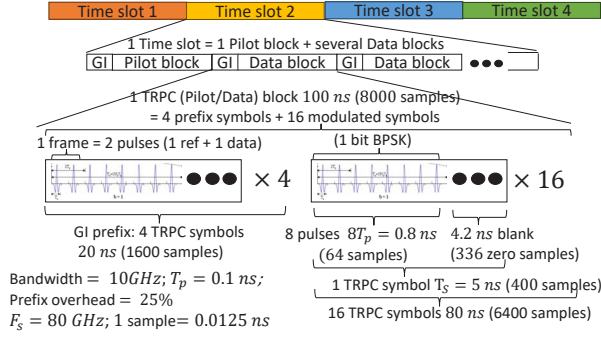 Time slot 1 Time slot 2 Time slot 3 Time slot 4
1 Time slot = 1 Pilot block + several Data blocks
GI Pilot block GI Data block GI Data block
1 TRPC (Pilot/Data) block 100 ns (8000 samples)
= 4 prefix symbols + 16 modulated symbols
1 frame = 2 pulses (1 ref + 1 data) (1 bit BPSK)
× 4 × 16
GI prefix: 4 TRPC symbols
20 ns (1600 samples)
8 pulses 8Tₚ = 0.8 ns
(64 samples)
4.2 ns blank
(336 zero samples)
Bandwidth = 10GHz; Tₚ = 0.1 ns;
Prefix overhead = 25%
Fₛ = 80 GHz; 1 sample= 0.0125 ns
1 TRPC symbol T_S = 5 ns (400 samples)
16 TRPC symbols 80 ns (6400 samples)